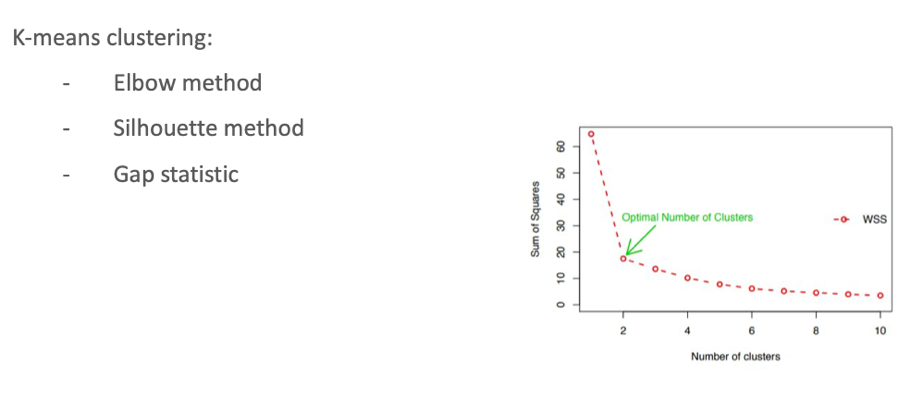 K-means clustering:
- Elbow method
- Silhouette method
- Gap statistic
Sum of Squares
60
50
40
30
20
10
0
Optimal Number of Clusters
WSS
2
4
6
8
10
Number of clusters